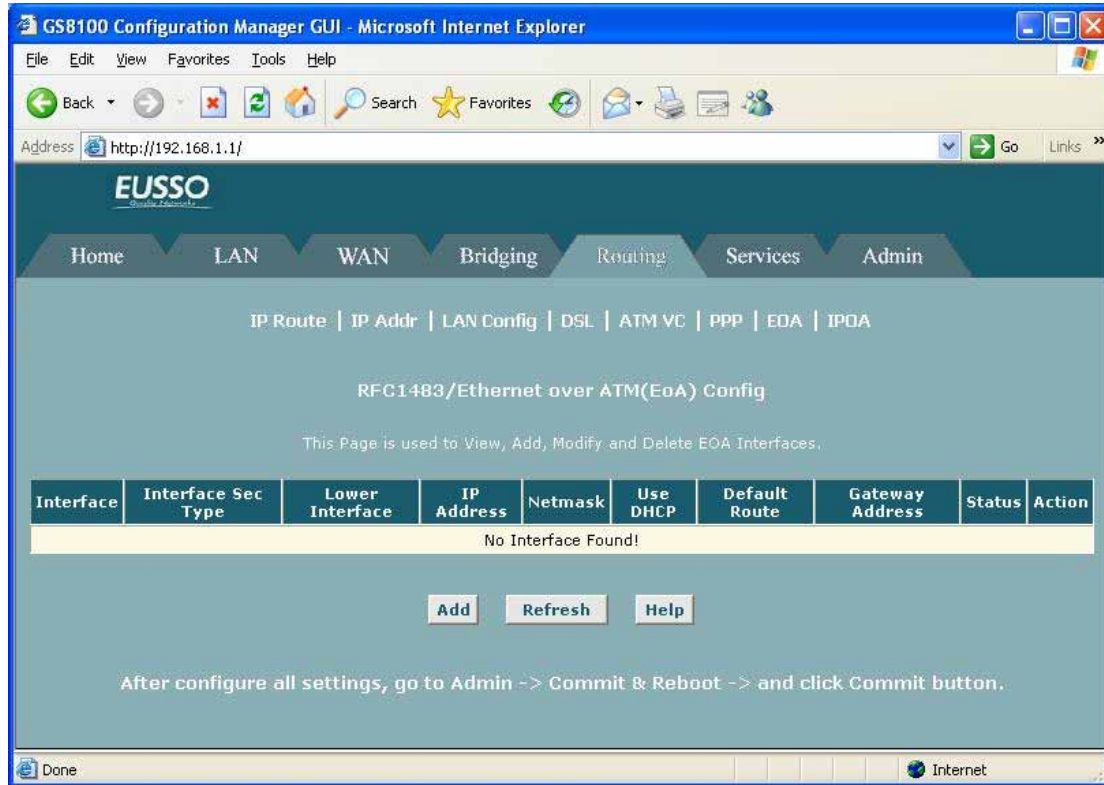 GS8100 Configuration Manager GUI - Microsoft Internet Explorer
File Edit View Favorites Tools Help
Back Search Favorites
Address http://192.168.1.1/ Go Links »
EUSSO
Quality Networks
Home LAN WAN Bridging Routing Services Admin
IP Route | IP Addr | LAN Config | DSL | ATM VC | PPP | EOA | IPOA
RFC1483/Ethernet over ATM(EoA) Config
This Page is used to View, Add, Modify and Delete EOA Interfaces.
Interface Interface Sec Type Lower Interface IP Address Netmask Use DHCP Default Route Gateway Address Status Action
No Interface Found!
Add Refresh Help
After configure all settings, go to Admin -> Commit & Reboot -> and click Commit button.
Done Internet